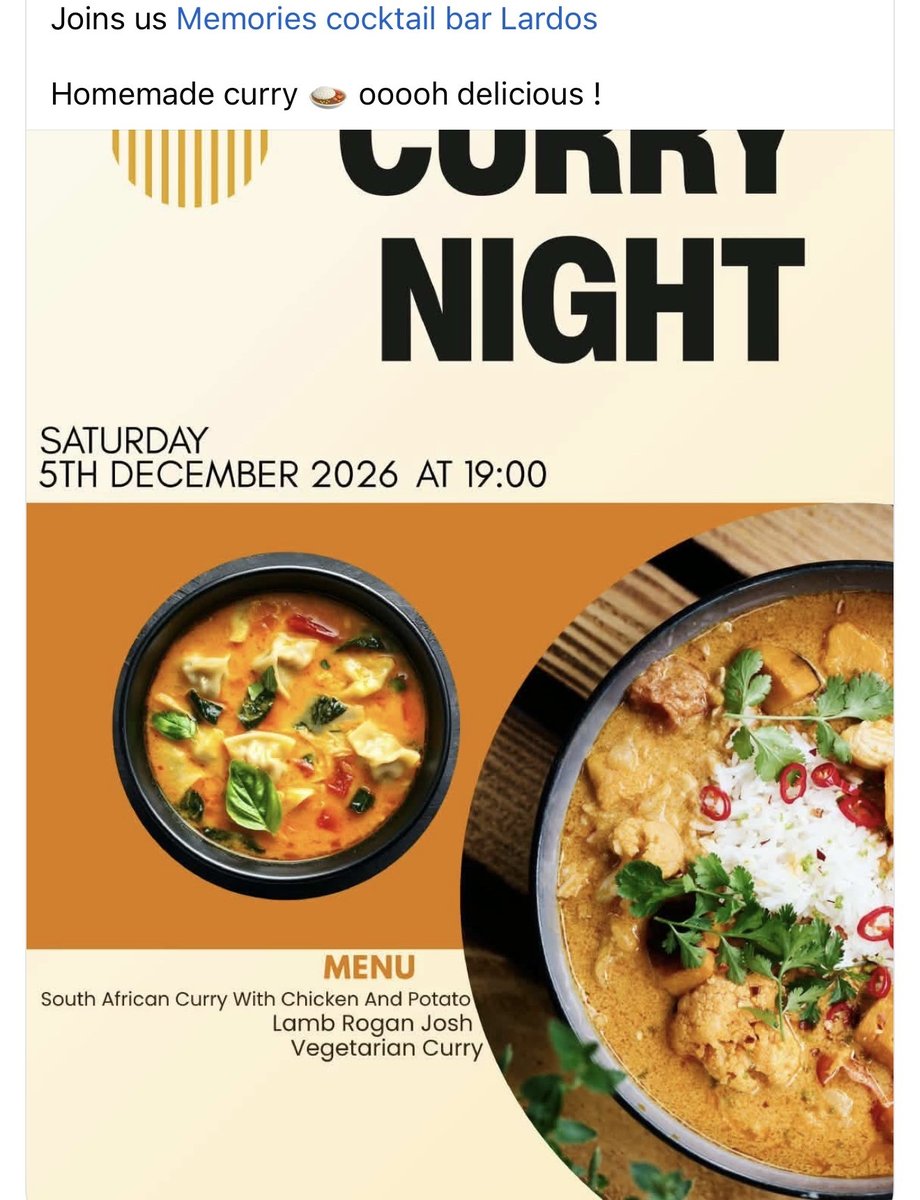 Joins us Memories cocktail bar Lardos
Homemade curry 🍛 ooooh delicious !
CURRY
NIGHT
SATURDAY
5TH DECEMBER 2026 AT 19:00
MENU
South African Curry With Chicken And Potato
Lamb Rogan Josh
Vegetarian Curry